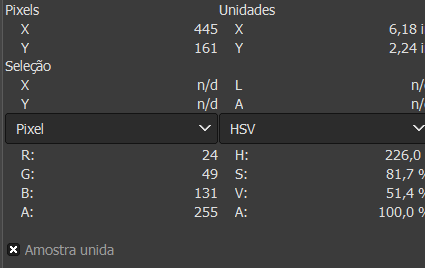 Pixels Unidades
X 445 X 6,18 i
Y 161 Y 2,24 i
Seleção
X n/d L n/
Y n/d A n/
Pixel HSV
R: 24 H: 226,0
G: 49 S: 81,7 %
B: 131 V: 51,4 %
A: 255 A: 100,0 %
Amostra unida